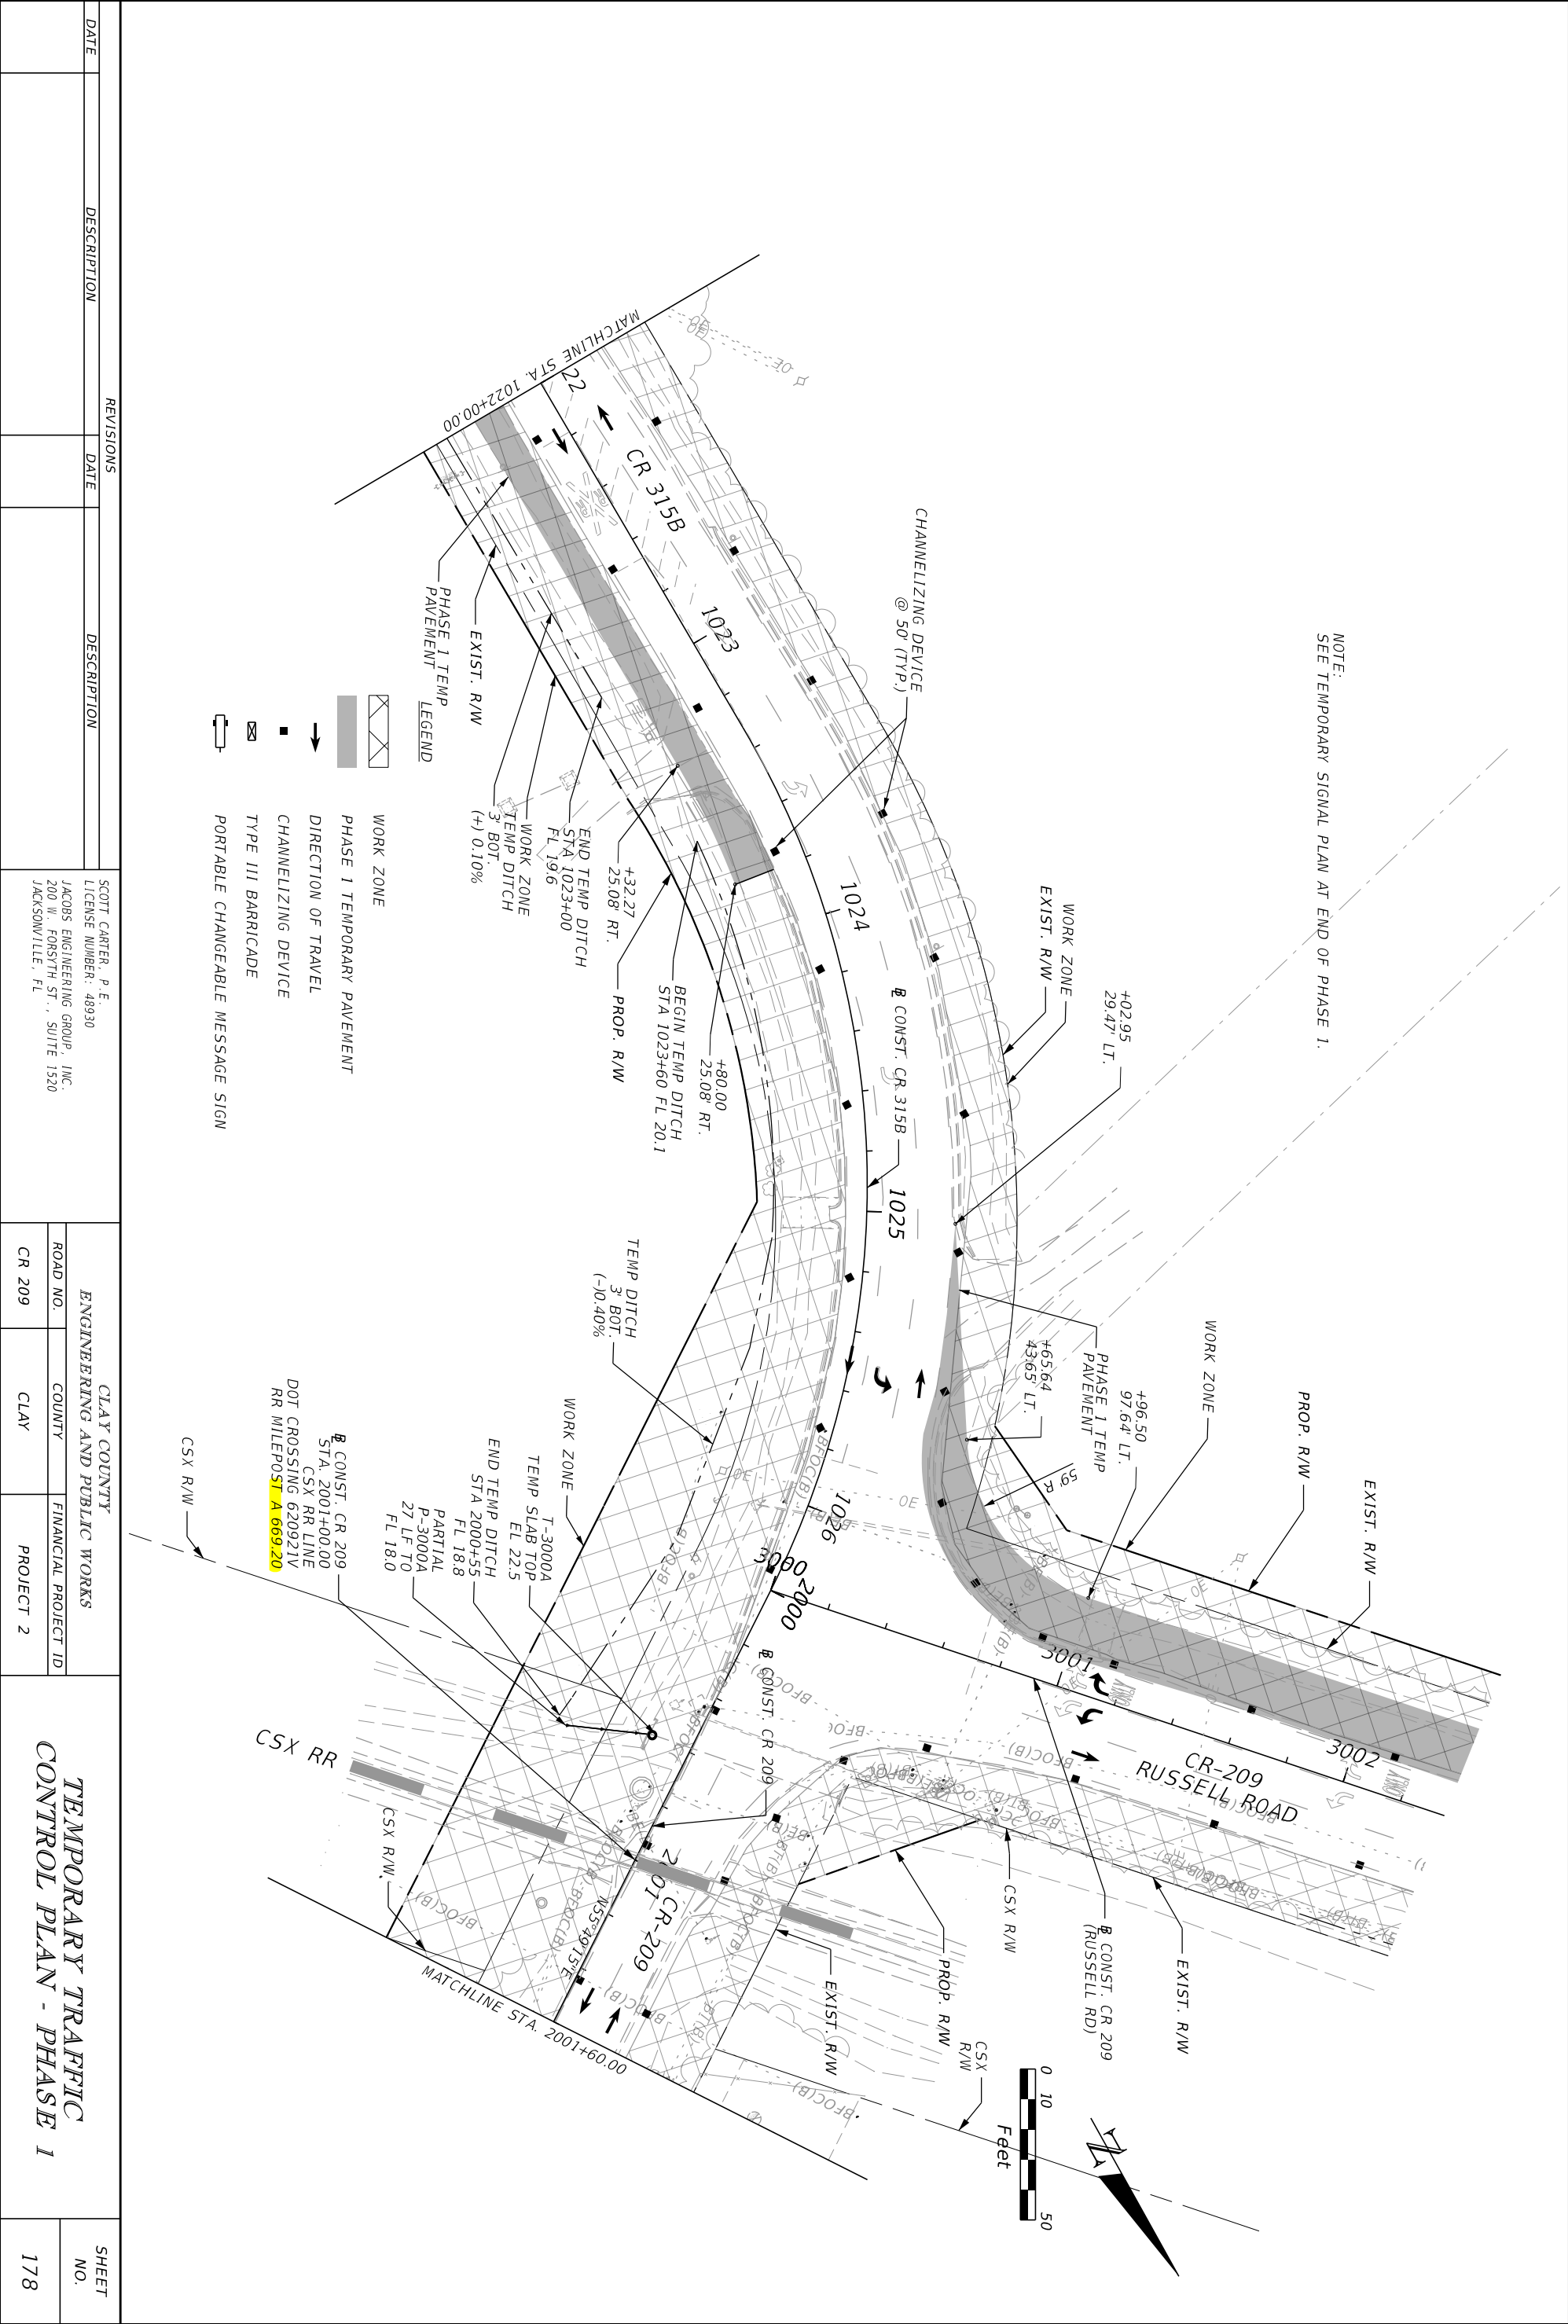 NOTE:
SEE TEMPORARY SIGNAL PLAN AT END OF PHASE 1.
MATCHLINE STA. 1022+00.00
22
CR 315B
1023
1024
1025
1026
CHANNELIZING DEVICE
@ 50' (TYP.)
WORK ZONE
EXIST. R/W
+02.95
29.47' LT.
℄ CONST. CR 315B
PHASE 1 TEMP
PAVEMENT
EXIST. R/W
WORK ZONE
TEMP DITCH
3' BOT.
(+) 0.10%
END TEMP DITCH
STA 1023+00
FL 19.6
+32.27
25.08' RT.
PROP. R/W
BEGIN TEMP DITCH
STA 1023+60 FL 20.1
+80.00
25.08' RT.
LEGEND
WORK ZONE
PHASE 1 TEMPORARY PAVEMENT
DIRECTION OF TRAVEL
CHANNELIZING DEVICE
TYPE III BARRICADE
PORTABLE CHANGEABLE MESSAGE SIGN
WORK ZONE
PROP. R/W
EXIST. R/W
+96.50
97.64' LT.
PHASE 1 TEMP
PAVEMENT
+65.64
43.65' LT.
59' R
TEMP DITCH
3' BOT.
(-)0.40%
WORK ZONE
T-3000A
TEMP SLAB TOP
EL 22.5
END TEMP DITCH
STA 2000+55
FL 18.8
PARTIAL
P-3000A
27 LF TO
FL 18.0
℄ CONST. CR 209
STA. 2001+00.00
CSX RR LINE
DOT CROSSING 620921V
RR MILEPOST A 669.20
CSX R/W
CSX RR
CSX R/W
3000
2000
3001
3002
CR-209
RUSSELL ROAD
℄ CONST. CR 209
CR-209
N55°49'15"E
MATCHLINE STA. 2001+60.00
EXIST. R/W
PROP. R/W
CSX R/W
CSX
R/W
℄ CONST. CR 209
(RUSSELL RD)
EXIST. R/W
BFOC(B)
BFOC(B)
BFOC(B)
BFOC(B)
BFOC(B)
BFOC(B)
BE(B)
OE
OE
OE
0 10 50
Feet
N
REVISIONS
DATE DESCRIPTION DATE DESCRIPTION
SCOTT CARTER, P.E.
LICENSE NUMBER: 48930
JACOBS ENGINEERING GROUP, INC.
200 W. FORSYTH ST., SUITE 1520
JACKSONVILLE, FL
CLAY COUNTY
ENGINEERING AND PUBLIC WORKS
ROAD NO. COUNTY FINANCIAL PROJECT ID
CR 209 CLAY PROJECT 2
TEMPORARY TRAFFIC
CONTROL PLAN - PHASE 1
SHEET
NO.
178